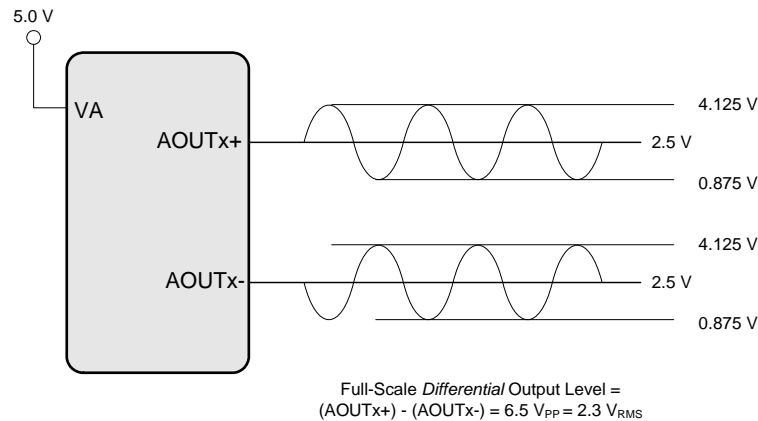 5.0 V
VA
AOUTx+
4.125 V
2.5 V
0.875 V
AOUTx-
4.125 V
2.5 V
0.875 V
Full-Scale Differential Output Level =
(AOUTx+) - (AOUTx-) = 6.5 VPP = 2.3 VRMS